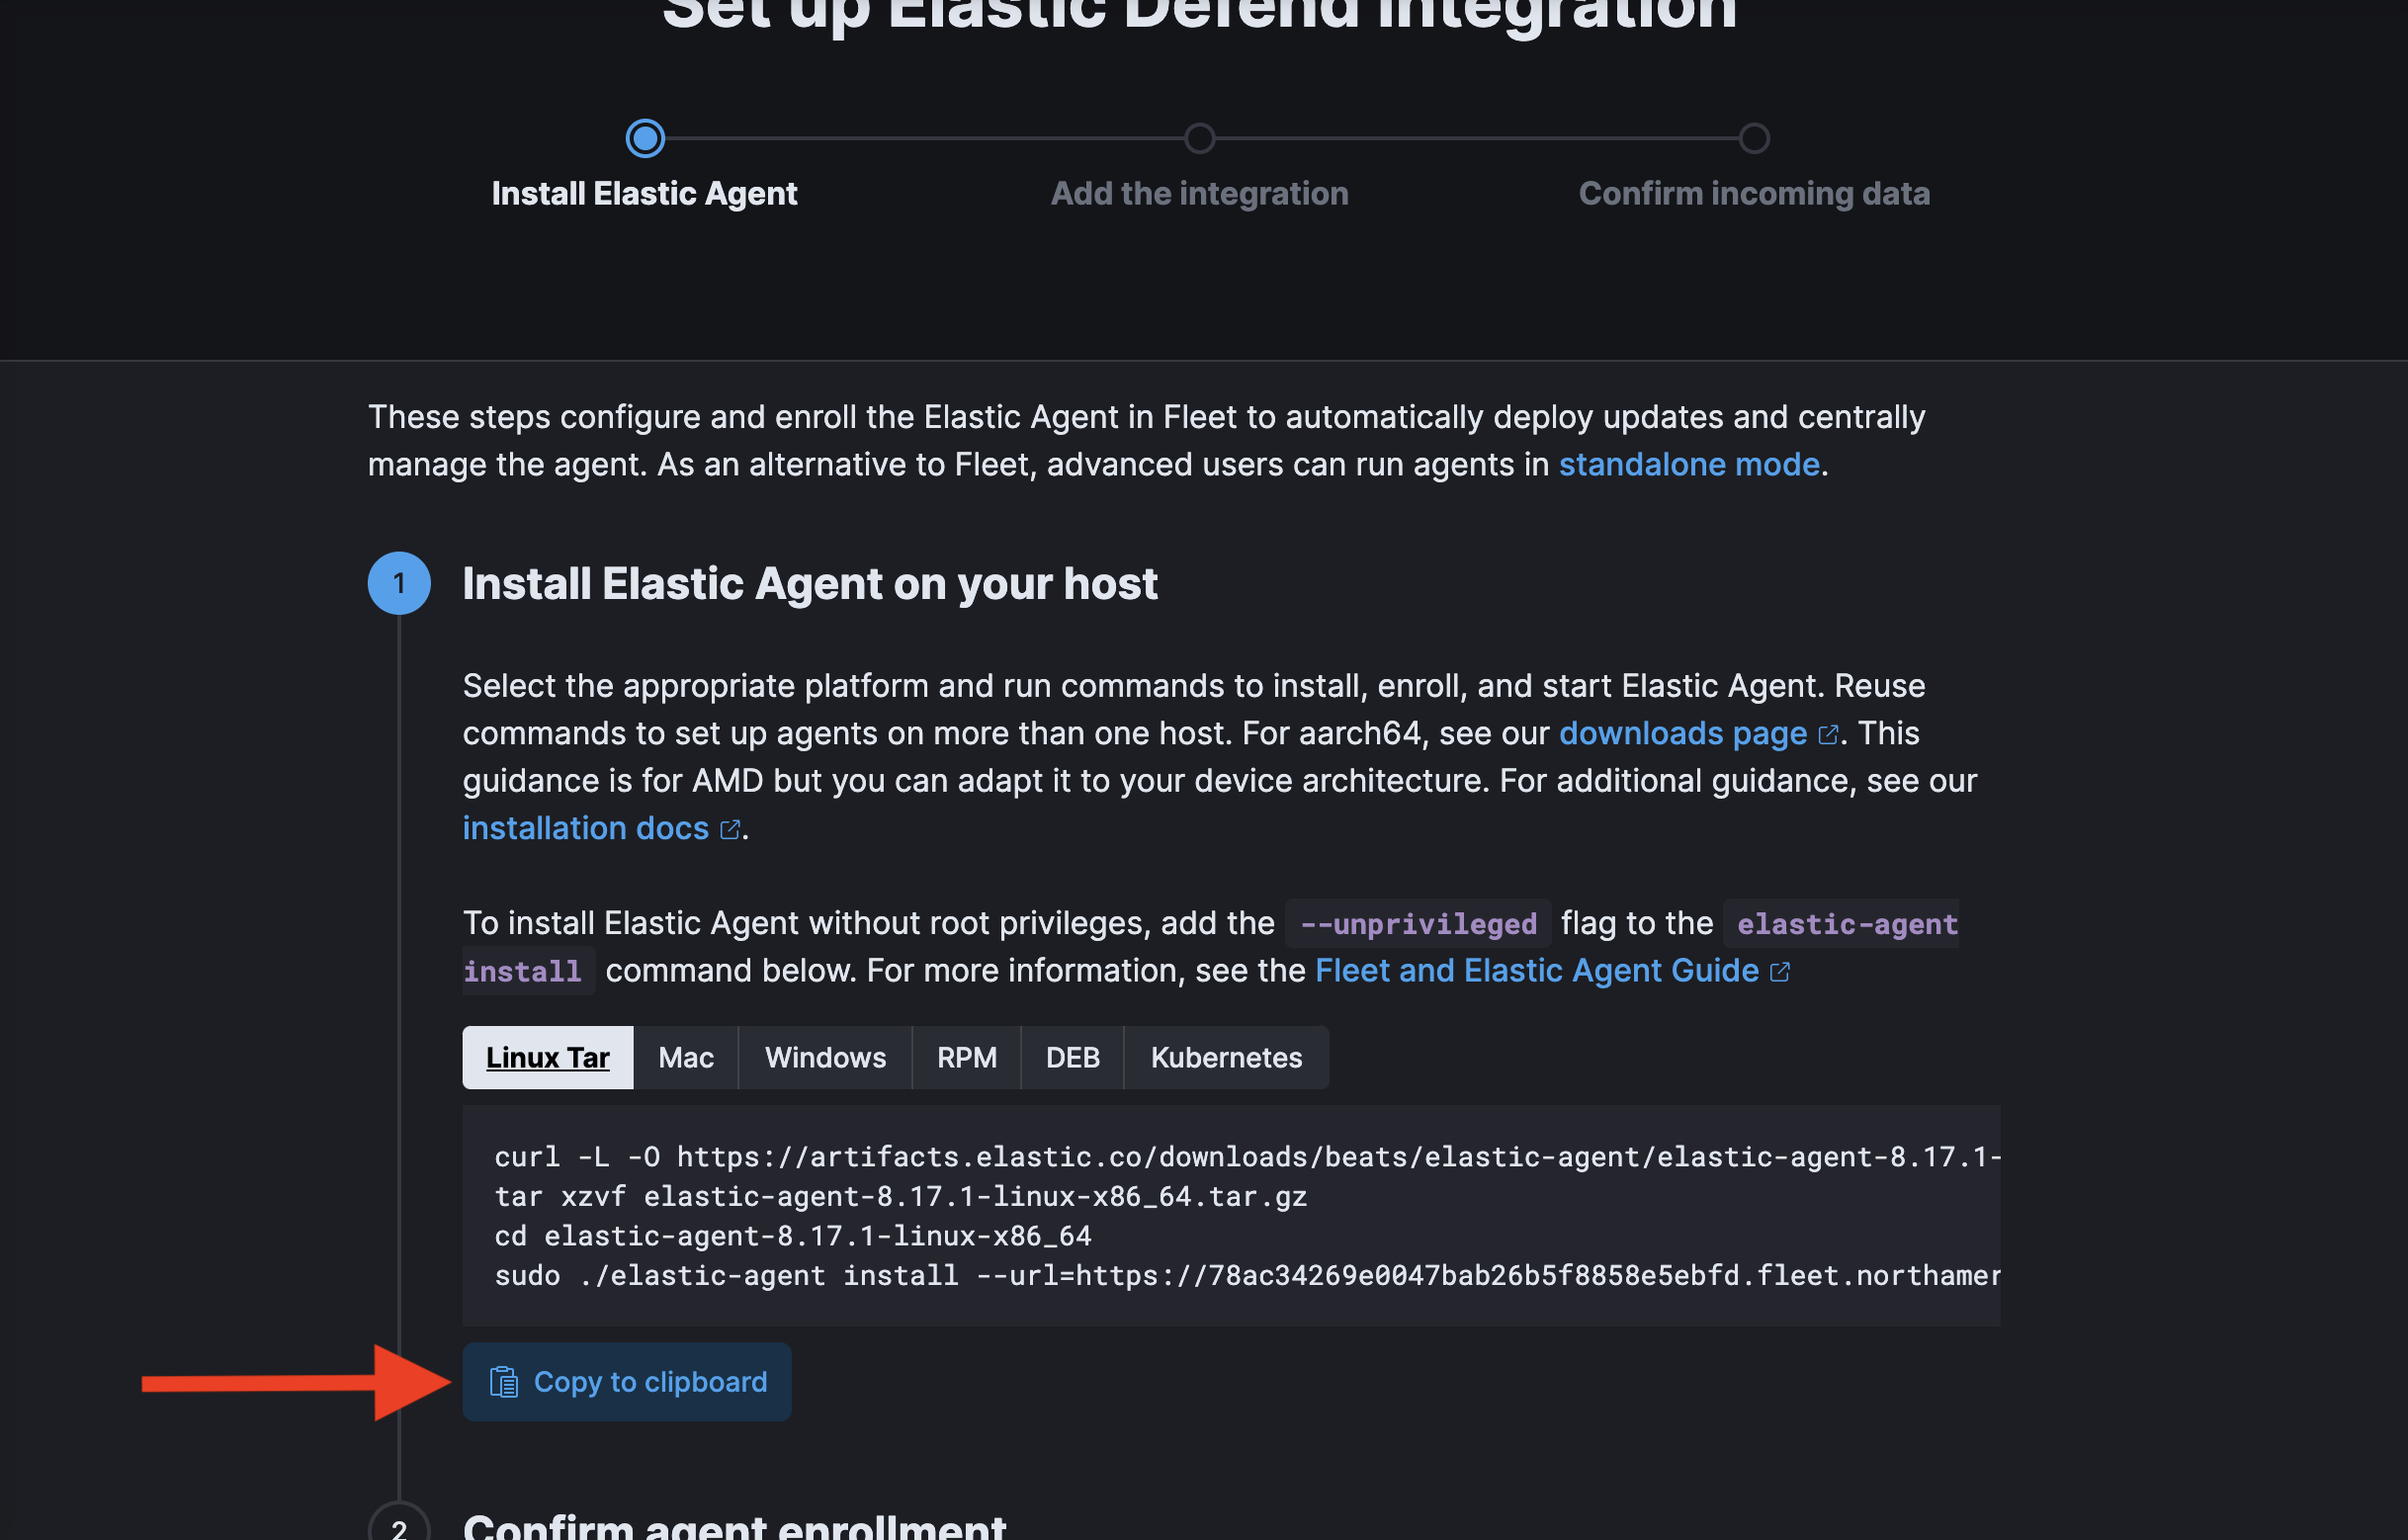 Set up Elastic Defend integration
Install Elastic Agent
Add the integration
Confirm incoming data
These steps configure and enroll the Elastic Agent in Fleet to automatically deploy updates and centrally
manage the agent. As an alternative to Fleet, advanced users can run agents in standalone mode.
1
Install Elastic Agent on your host
Select the appropriate platform and run commands to install, enroll, and start Elastic Agent. Reuse
commands to set up agents on more than one host. For aarch64, see our downloads page. This
guidance is for AMD but you can adapt it to your device architecture. For additional guidance, see our
installation docs.
To install Elastic Agent without root privileges, add the --unprivileged flag to the elastic-agent
install command below. For more information, see the Fleet and Elastic Agent Guide
Linux Tar
Mac
Windows
RPM
DEB
Kubernetes
curl -L -O https://artifacts.elastic.co/downloads/beats/elastic-agent/elastic-agent-8.17.1-
tar xzvf elastic-agent-8.17.1-linux-x86_64.tar.gz
cd elastic-agent-8.17.1-linux-x86_64
sudo ./elastic-agent install --url=https://78ac34269e0047bab26b5f8858e5ebfd.fleet.northamer
Copy to clipboard
2
Confirm agent enrollment